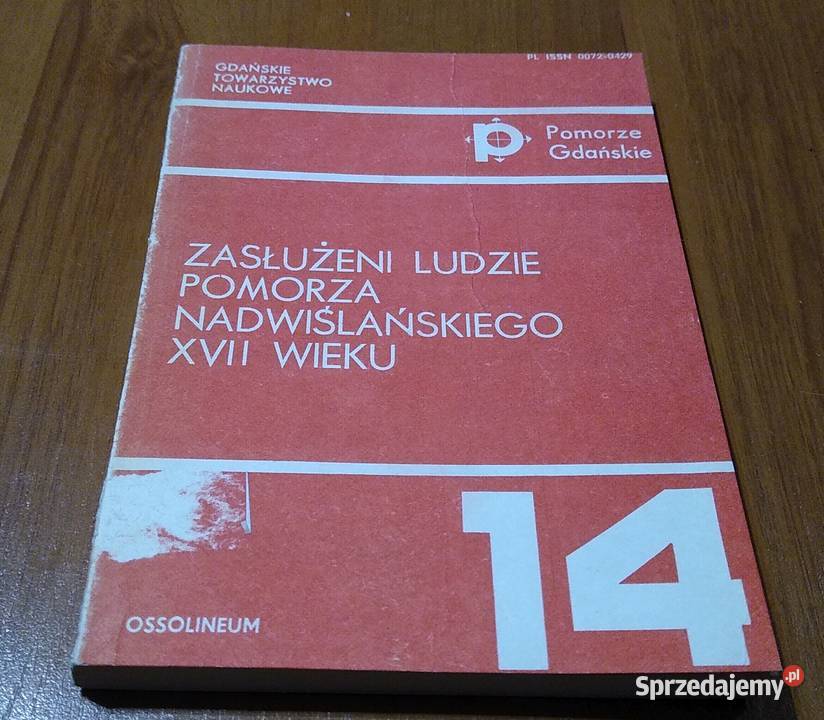 GDAŃSKIE
TOWARZYSTWO
NAUKOWE
PL ISSN 0072-0429
p Pomorze
Gdańskie
ZASŁUŻENI LUDZIE
POMORZA
NADWIŚLAŃSKIEGO
XVII WIEKU
14
OSSOLINEUM
Sprzedajemy.pl